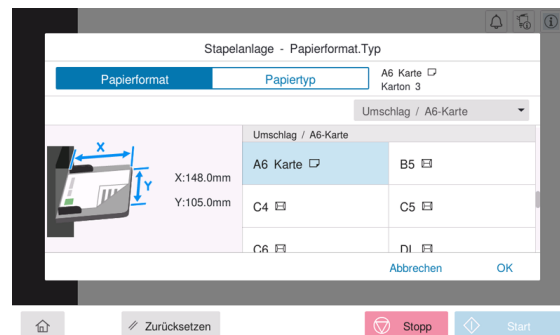 Stapelanlage - Papierformat.Typ
Papierformat
Papiertyp
A6 Karte
Karton 3
Umschlag / A6-Karte
Umschlag / A6-Karte
X
Y
X:148.0mm
Y:105.0mm
A6 Karte
B5
C4
C5
C6
DL
Abbrechen
OK
Zurücksetzen
Stopp
Start